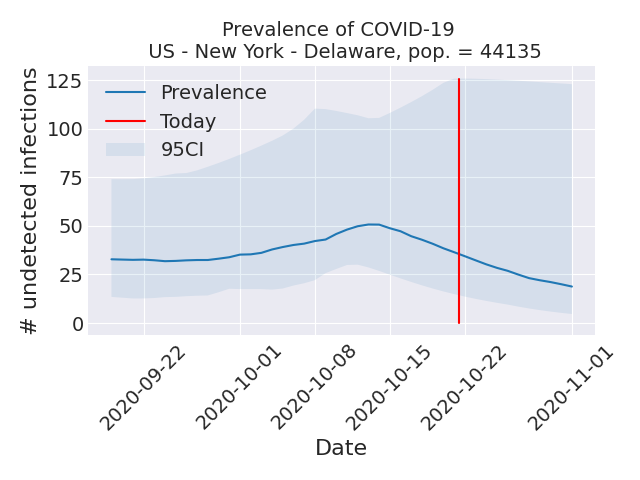 Prevalence of COVID-19
US - New York - Delaware, pop. = 44135
# undetected infections
125
100
75
50
25
0
Prevalence
Today
95CI
2020-09-22
2020-10-01
2020-10-08
2020-10-15
2020-10-22
2020-11-01
Date